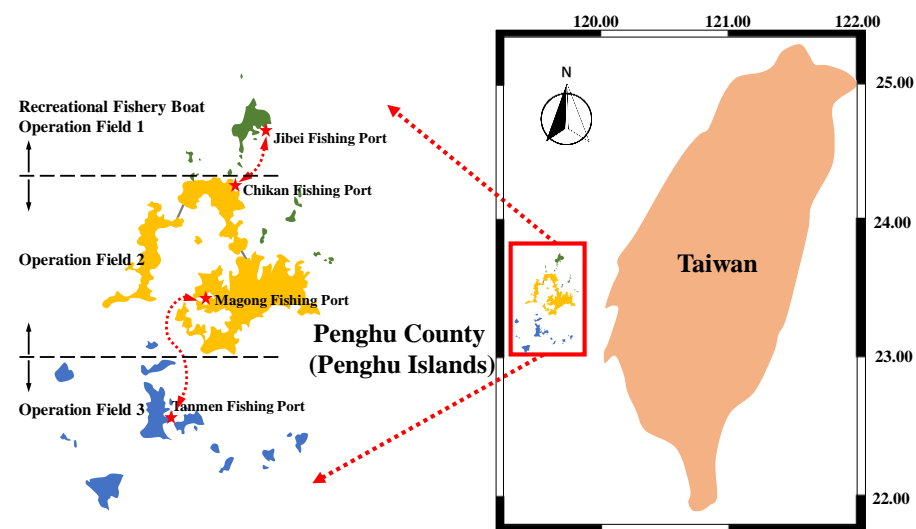 120.00
121.00
122.00
N
25.00
Recreational Fishery Boat
Operation Field 1
Jibei Fishing Port
Chikan Fishing Port
24.00
Operation Field 2
Taiwan
Magong Fishing Port
Penghu County
(Penghu Islands)
23.00
Operation Field 3
Tanmen Fishing Port
22.00